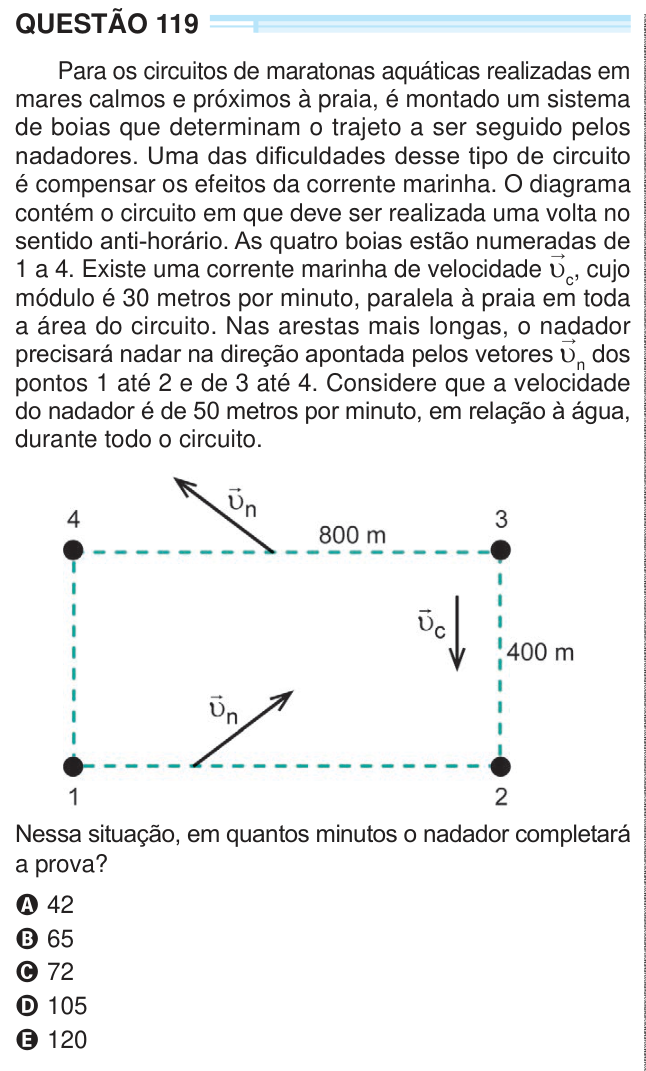 QUESTÃO 119
Para os circuitos de maratonas aquáticas realizadas em
mares calmos e próximos à praia, é montado um sistema
de boias que determinam o trajeto a ser seguido pelos
nadadores. Uma das dificuldades desse tipo de circuito
é compensar os efeitos da corrente marinha. O diagrama
contém o circuito em que deve ser realizada uma volta no
sentido anti-horário. As quatro boias estão numeradas de
1 a 4. Existe uma corrente marinha de velocidade υ⃗c, cujo
módulo é 30 metros por minuto, paralela à praia em toda
a área do circuito. Nas arestas mais longas, o nadador
precisará nadar na direção apontada pelos vetores υ⃗n dos
pontos 1 até 2 e de 3 até 4. Considere que a velocidade
do nadador é de 50 metros por minuto, em relação à água,
durante todo o circuito.
υ⃗n
4
800 m
3
υ⃗c
400 m
υ⃗n
1
2
Nessa situação, em quantos minutos o nadador completará
a prova?
A 42
B 65
C 72
D 105
E 120